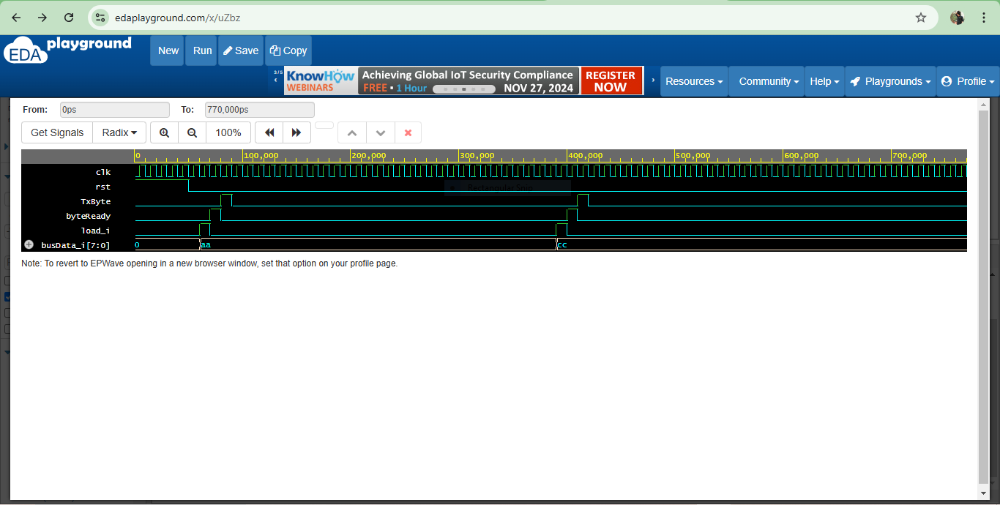 edaplayground.com/x/uZbz
EDA playground
New Run Save Copy
3/5 KnowHow WEBINARS Achieving Global IoT Security Compliance REGISTER NOW
FREE • 1 Hour NOV 27, 2024
Resources Community Help Playgrounds Profile
From: 0ps To: 770,000ps
Get Signals Radix 100%
0 100,000 200,000 300,000 400,000 500,000 600,000 700,000
clk
rst
Rectangular Snip
TxByte
byteReady
load_i
busData_i[7:0] 0 aa cc
Note: To revert to EPWave opening in a new browser window, set that option on your profile page.